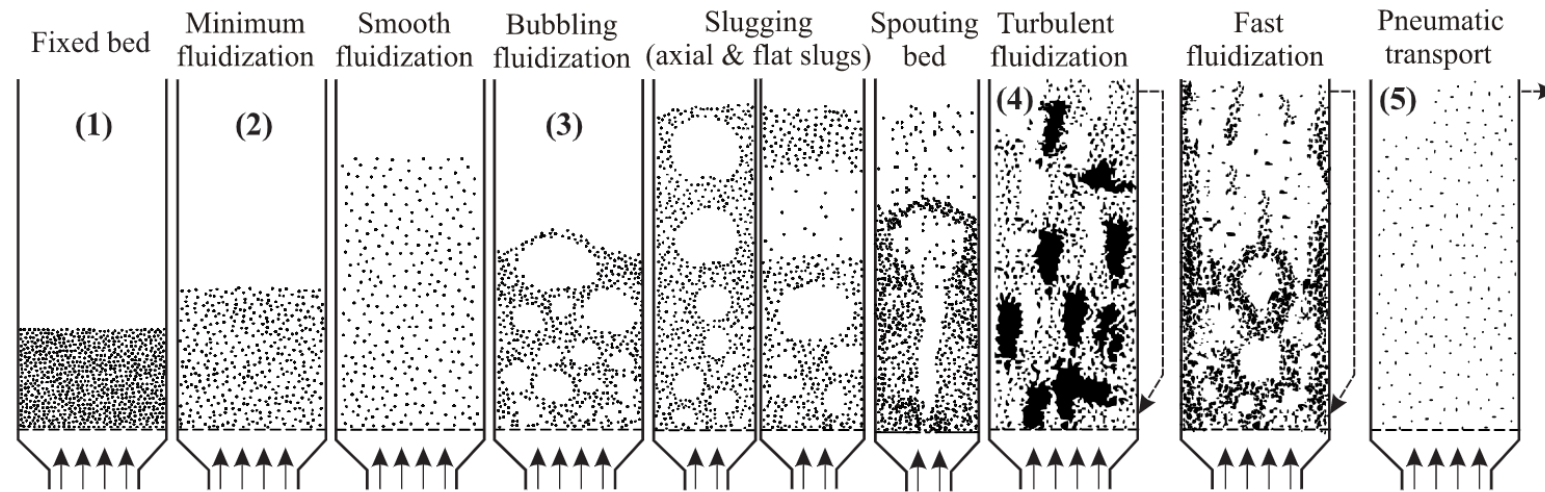 Fixed bed
Minimum
fluidization
Smooth
fluidization
Bubbling
fluidization
Slugging
(axial & flat slugs)
Spouting
bed
Turbulent
fluidization
Fast
fluidization
Pneumatic
transport
(1)
(2)
(3)
(4)
(5)